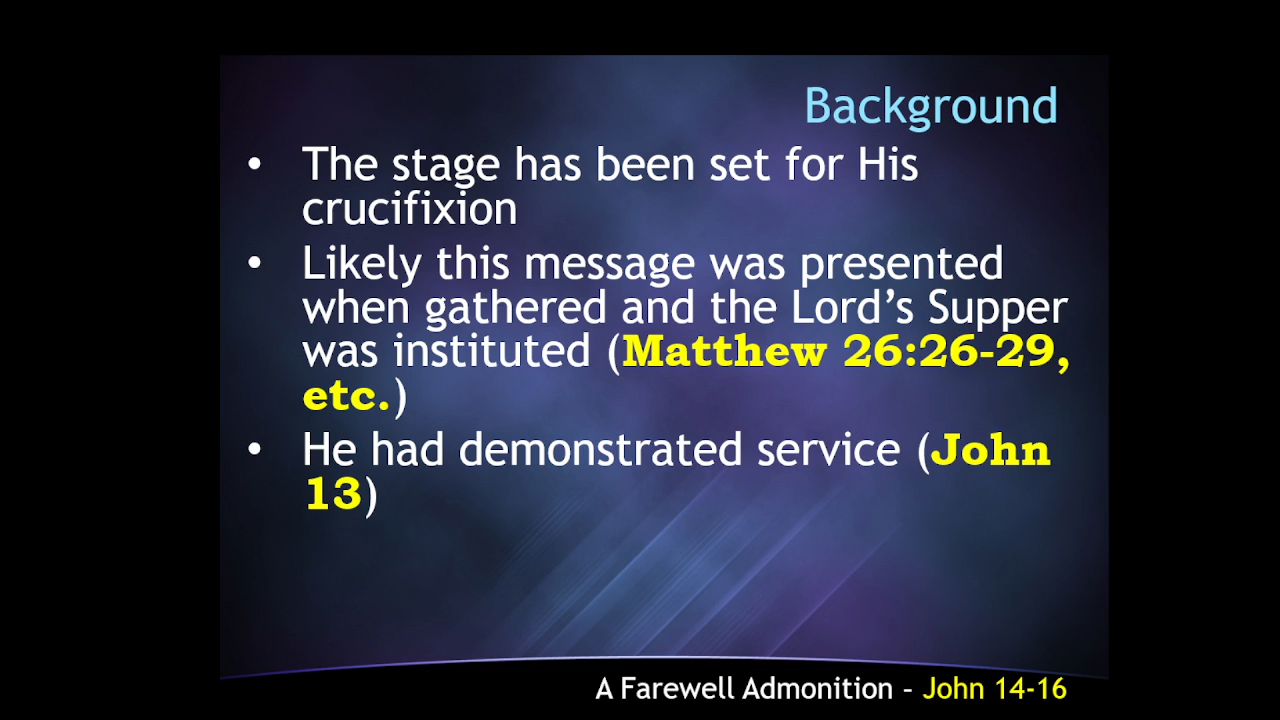 Background
• The stage has been set for His
crucifixion
• Likely this message was presented
when gathered and the Lord’s Supper
was instituted (Matthew 26:26-29,
etc.)
• He had demonstrated service (John
13)
A Farewell Admonition – John 14-16